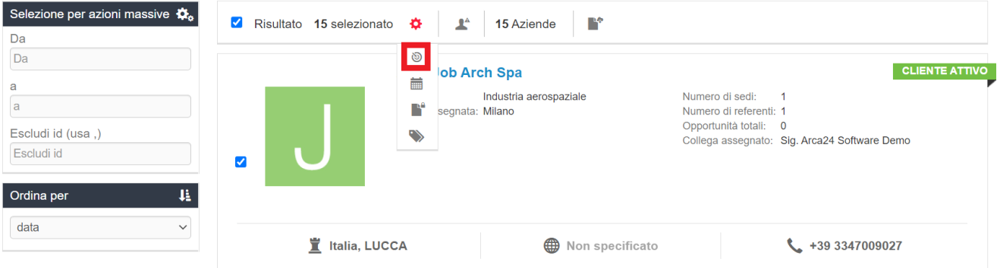 Selezione per azioni massive
Da
Da
a
a
Escludi id (usa ,)
Escludi id
Ordina per
data
Risultato 15 selezionato 15 Aziende
ob Arch Spa
CLIENTE ATTIVO
J
Industria aerospaziale
segnata: Milano
Numero di sedi: 1
Numero di referenti: 1
Opportunità totali: 0
Collega assegnato: Sig. Arca24 Software Demo
Italia, LUCCA
Non specificato
+39 3347009027